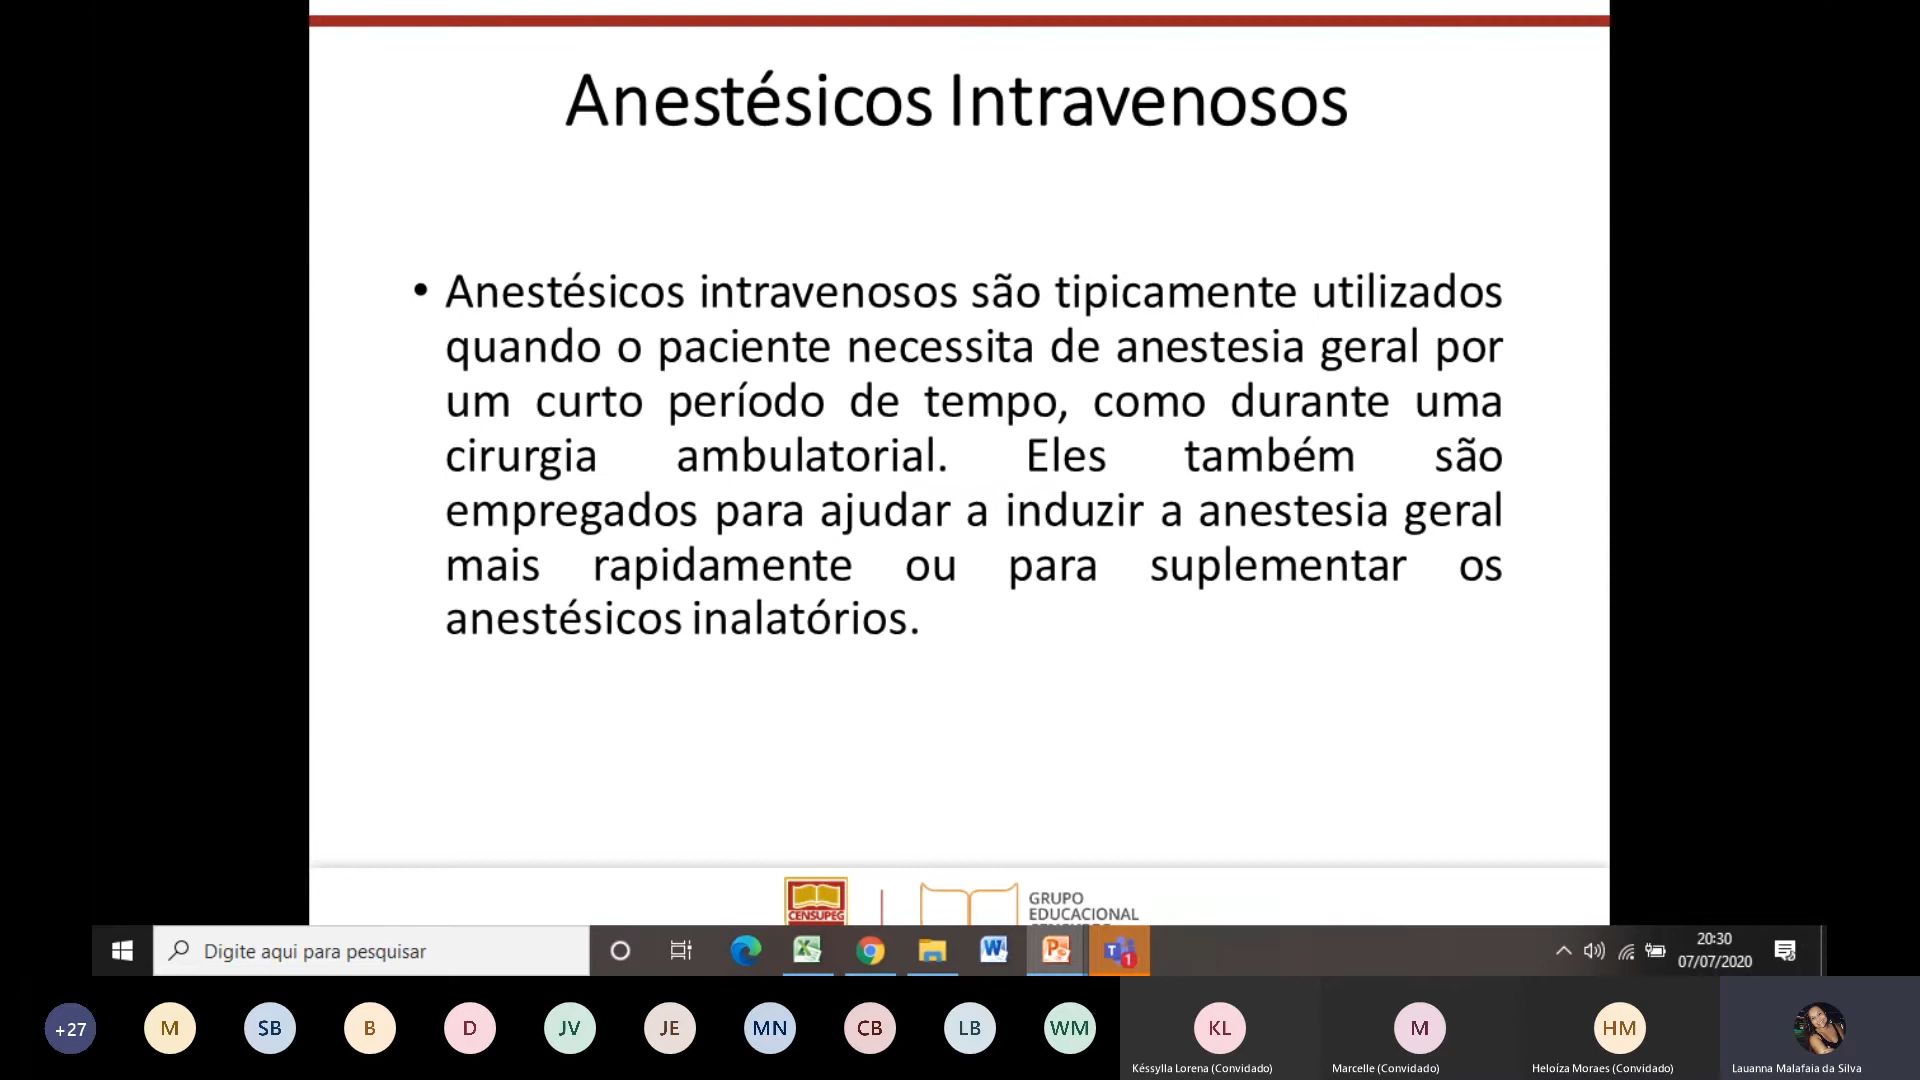 Anestésicos Intravenosos
• Anestésicos intravenosos são tipicamente utilizados
quando o paciente necessita de anestesia geral por
um curto período de tempo, como durante uma
cirurgia ambulatorial. Eles também são
empregados para ajudar a induzir a anestesia geral
mais rapidamente ou para suplementar os
anestésicos inalatórios.
CENSUPEG
GRUPO
EDUCACIONAL
Digite aqui para pesquisar
1
20:30
07/07/2020
+27
M
SB
B
D
JV
JE
MN
CB
LB
WM
KL
M
HM
Késsylla Lorena (Convidado)
Marcelle (Convidado)
Heloíza Moraes (Convidado)
Lauanna Malafaia da Silva